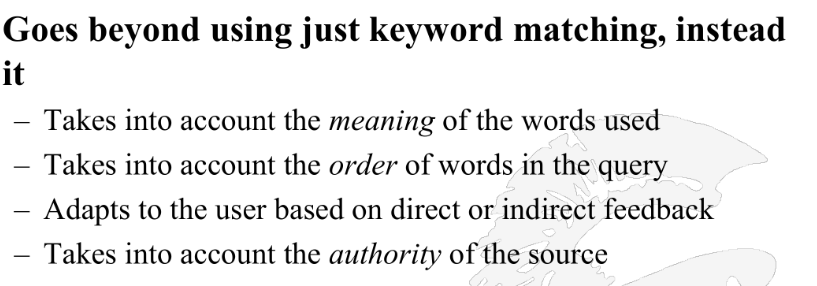 Goes beyond using just keyword matching, instead
it
– Takes into account the meaning of the words used
– Takes into account the order of words in the query
– Adapts to the user based on direct or indirect feedback
– Takes into account the authority of the source